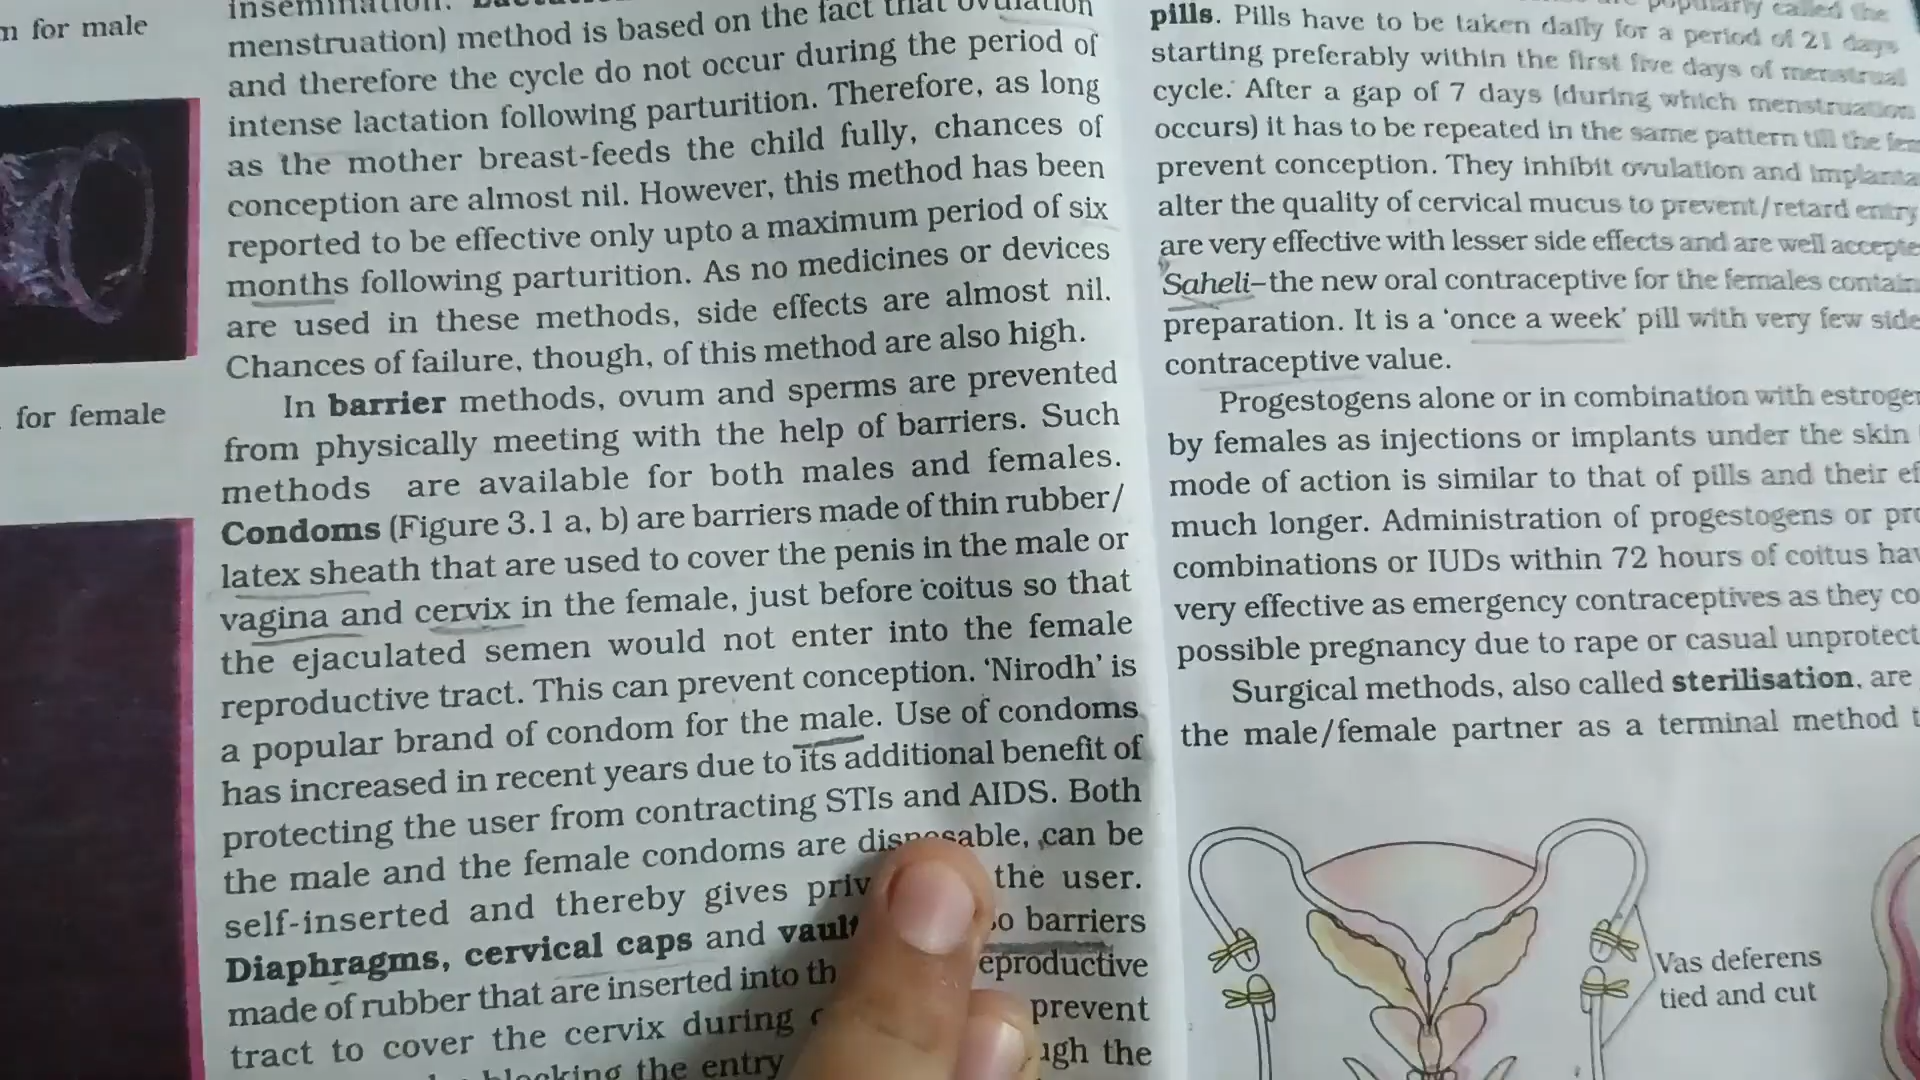 n for male
for female
menstruation) method is based on the fact that ovulation
and therefore the cycle do not occur during the period of
intense lactation following parturition. Therefore, as long
as the mother breast-feeds the child fully, chances of
conception are almost nil. However, this method has been
reported to be effective only upto a maximum period of six
months following parturition. As no medicines or devices
are used in these methods, side effects are almost nil.
Chances of failure, though, of this method are also high.
In barrier methods, ovum and sperms are prevented
from physically meeting with the help of barriers. Such
methods are available for both males and females.
Condoms (Figure 3.1 a, b) are barriers made of thin rubber/
latex sheath that are used to cover the penis in the male or
vagina and cervix in the female, just before coitus so that
the ejaculated semen would not enter into the female
reproductive tract. This can prevent conception. ‘Nirodh’ is
a popular brand of condom for the male. Use of condoms
has increased in recent years due to its additional benefit of
protecting the user from contracting STIs and AIDS. Both
the male and the female condoms are disposable, can be
self-inserted and thereby gives priv the user.
Diaphragms, cervical caps and vault o barriers
made of rubber that are inserted into th eproductive
tract to cover the cervix during prevent
the entry ugh the
popularly called the
pills. Pills have to be taken daily for a period of 21 days
starting preferably within the first five days of menstrual
cycle. After a gap of 7 days (during which menstruation
occurs) it has to be repeated in the same pattern till the fem
prevent conception. They inhibit ovulation and implanta
alter the quality of cervical mucus to prevent/retard entry
are very effective with lesser side effects and are well accepte
Saheli–the new oral contraceptive for the females contain
preparation. It is a ‘once a week’ pill with very few side
contraceptive value.
Progestogens alone or in combination with estrogen
by females as injections or implants under the skin
mode of action is similar to that of pills and their ef
much longer. Administration of progestogens or pro
combinations or IUDs within 72 hours of coitus hav
very effective as emergency contraceptives as they co
possible pregnancy due to rape or casual unprotect
Surgical methods, also called sterilisation, are
the male/female partner as a terminal method t
Vas deferens
tied and cut